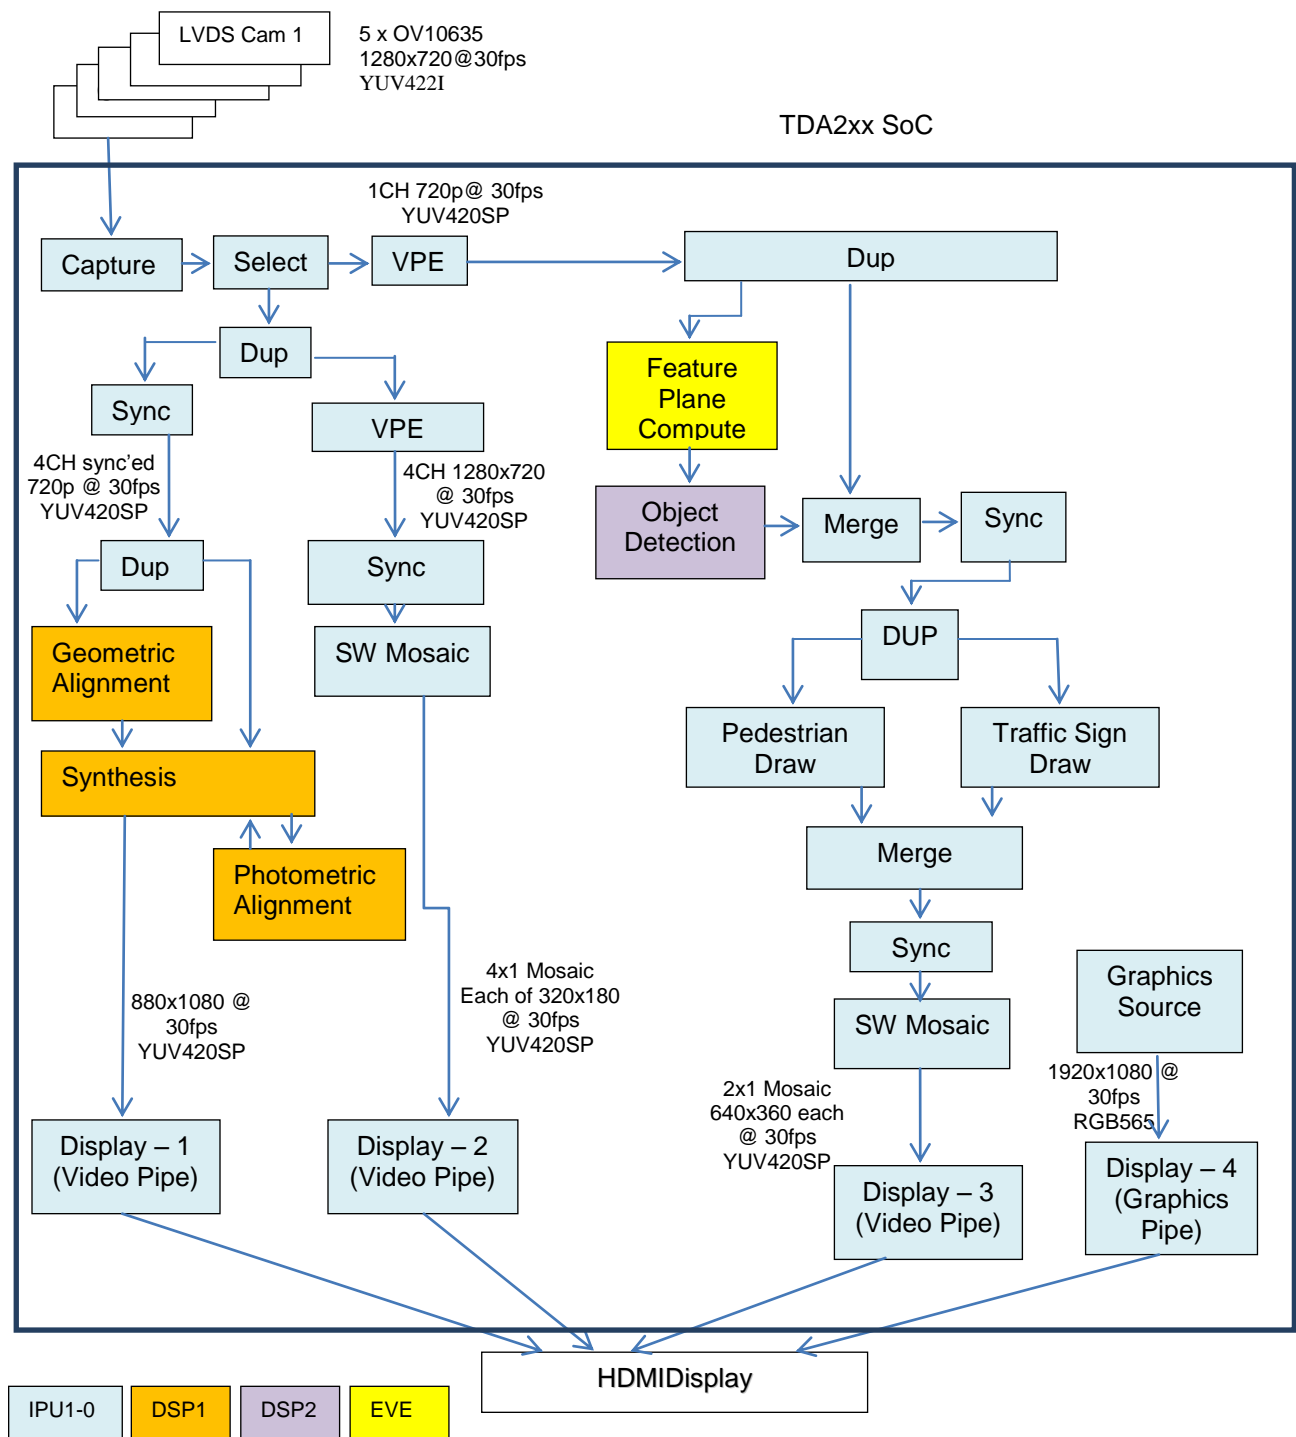 LVDS Cam 1
5 x OV10635
1280x720@30fps
YUV422I
TDA2xx SoC
1CH 720p@ 30fps
YUV420SP
Capture
Select
VPE
Dup
Dup
Sync
VPE
Feature
Plane
Compute
4CH sync'ed
720p @ 30fps
YUV420SP
4CH 1280x720
@ 30fps
YUV420SP
Object
Detection
Merge
Sync
Dup
Sync
DUP
Geometric
Alignment
SW Mosaic
Pedestrian
Draw
Traffic Sign
Draw
Synthesis
Merge
Photometric
Alignment
Sync
4x1 Mosaic
Each of 320x180
@ 30fps
YUV420SP
Graphics
Source
880x1080 @
30fps
YUV420SP
SW Mosaic
1920x1080 @
30fps
RGB565
2x1 Mosaic
640x360 each
@ 30fps
YUV420SP
Display – 1
(Video Pipe)
Display – 2
(Video Pipe)
Display – 3
(Video Pipe)
Display – 4
(Graphics
Pipe)
HDMIDisplay
IPU1-0
DSP1
DSP2
EVE